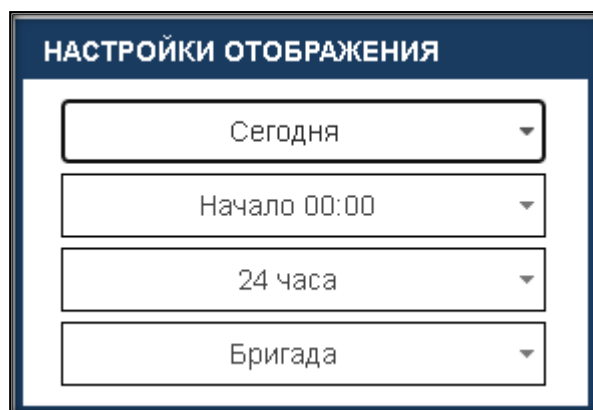 НАСТРОЙКИ ОТОБРАЖЕНИЯ
Сегодня
Начало 00:00
24 часа
Бригада